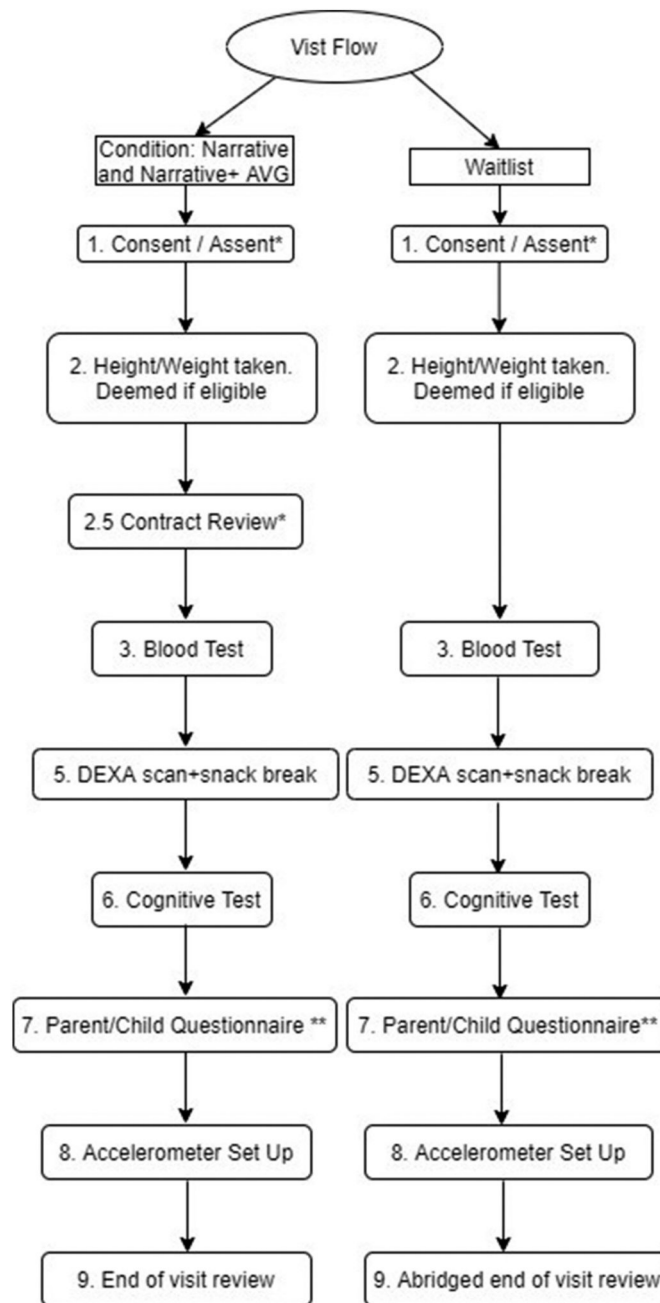 Vist Flow
Condition: Narrative
and Narrative+ AVG
Waitlist
1. Consent / Assent*
1. Consent / Assent*
2. Height/Weight taken.
Deemed if eligible
2. Height/Weight taken.
Deemed if eligible
2.5 Contract Review*
3. Blood Test
3. Blood Test
5. DEXA scan+snack break
5. DEXA scan+snack break
6. Cognitive Test
6. Cognitive Test
7. Parent/Child Questionnaire **
7. Parent/Child Questionnaire**
8. Accelerometer Set Up
8. Accelerometer Set Up
9. End of visit review
9. Abridged end of visit review